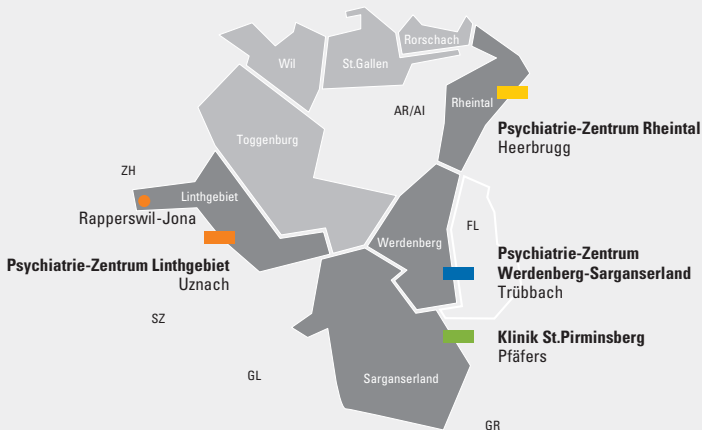 Rorschach
Wil
St.Gallen
Rheintal
AR/AI
Psychiatrie-Zentrum Rheintal
Heerbrugg
Toggenburg
ZH
Linthgebiet
Rapperswil-Jona
FL
Werdenberg
Psychiatrie-Zentrum Linthgebiet
Uznach
Psychiatrie-Zentrum
Werdenberg-Sarganserland
Trübbach
SZ
Klinik St.Pirminsberg
Pfäfers
GL
Sarganserland
GR